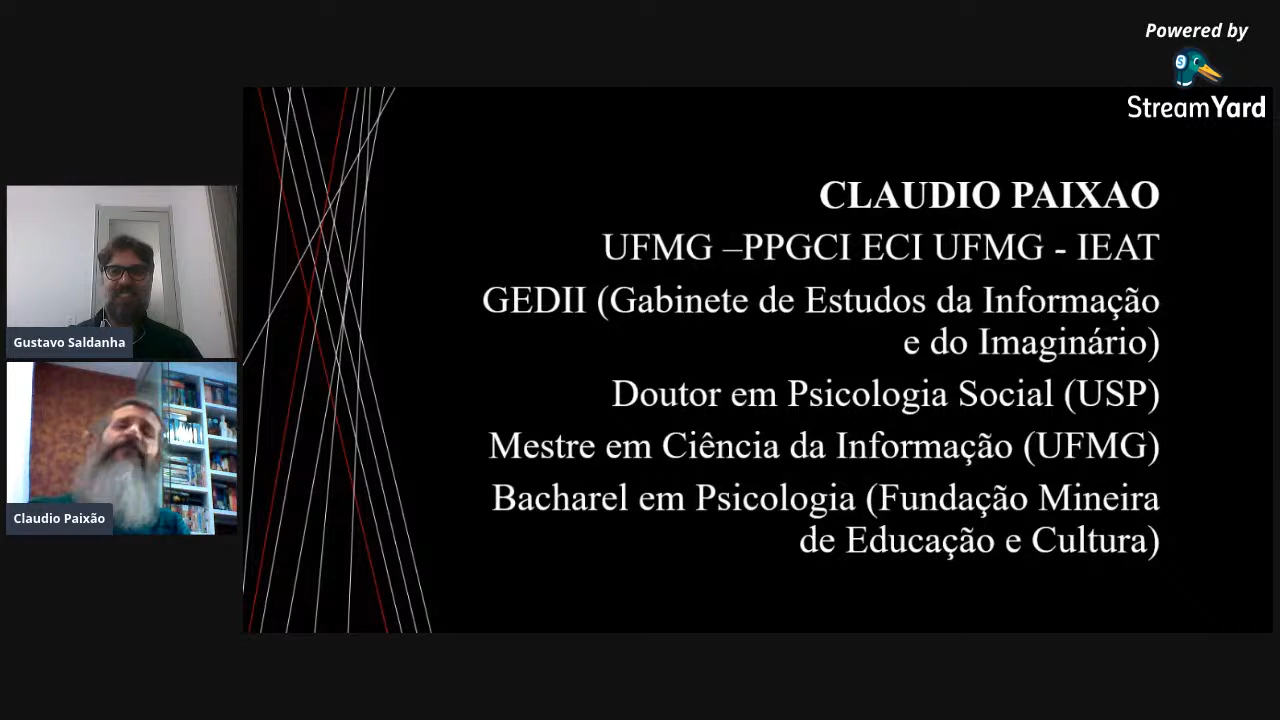 Powered by
StreamYard
CLAUDIO PAIXAO
UFMG –PPGCI ECI UFMG - IEAT
GEDII (Gabinete de Estudos da Informação
e do Imaginário)
Doutor em Psicologia Social (USP)
Mestre em Ciência da Informação (UFMG)
Bacharel em Psicologia (Fundação Mineira
de Educação e Cultura)
Gustavo Saldanha
Claudio Paixão